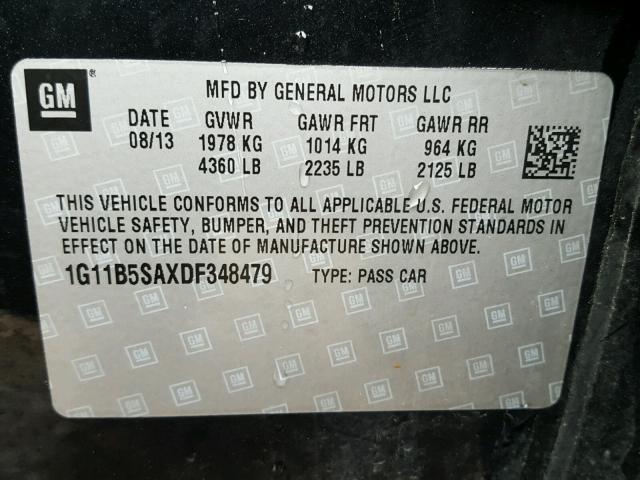 GM ®
MFD BY GENERAL MOTORS LLC
DATE GVWR GAWR FRT GAWR RR
08/13 1978 KG 1014 KG 964 KG
4360 LB 2235 LB 2125 LB
THIS VEHICLE CONFORMS TO ALL APPLICABLE U.S. FEDERAL MOTOR
VEHICLE SAFETY, BUMPER, AND THEFT PREVENTION STANDARDS IN
EFFECT ON THE DATE OF MANUFACTURE SHOWN ABOVE.
1G11B5SAXDF348479 TYPE: PASS CAR